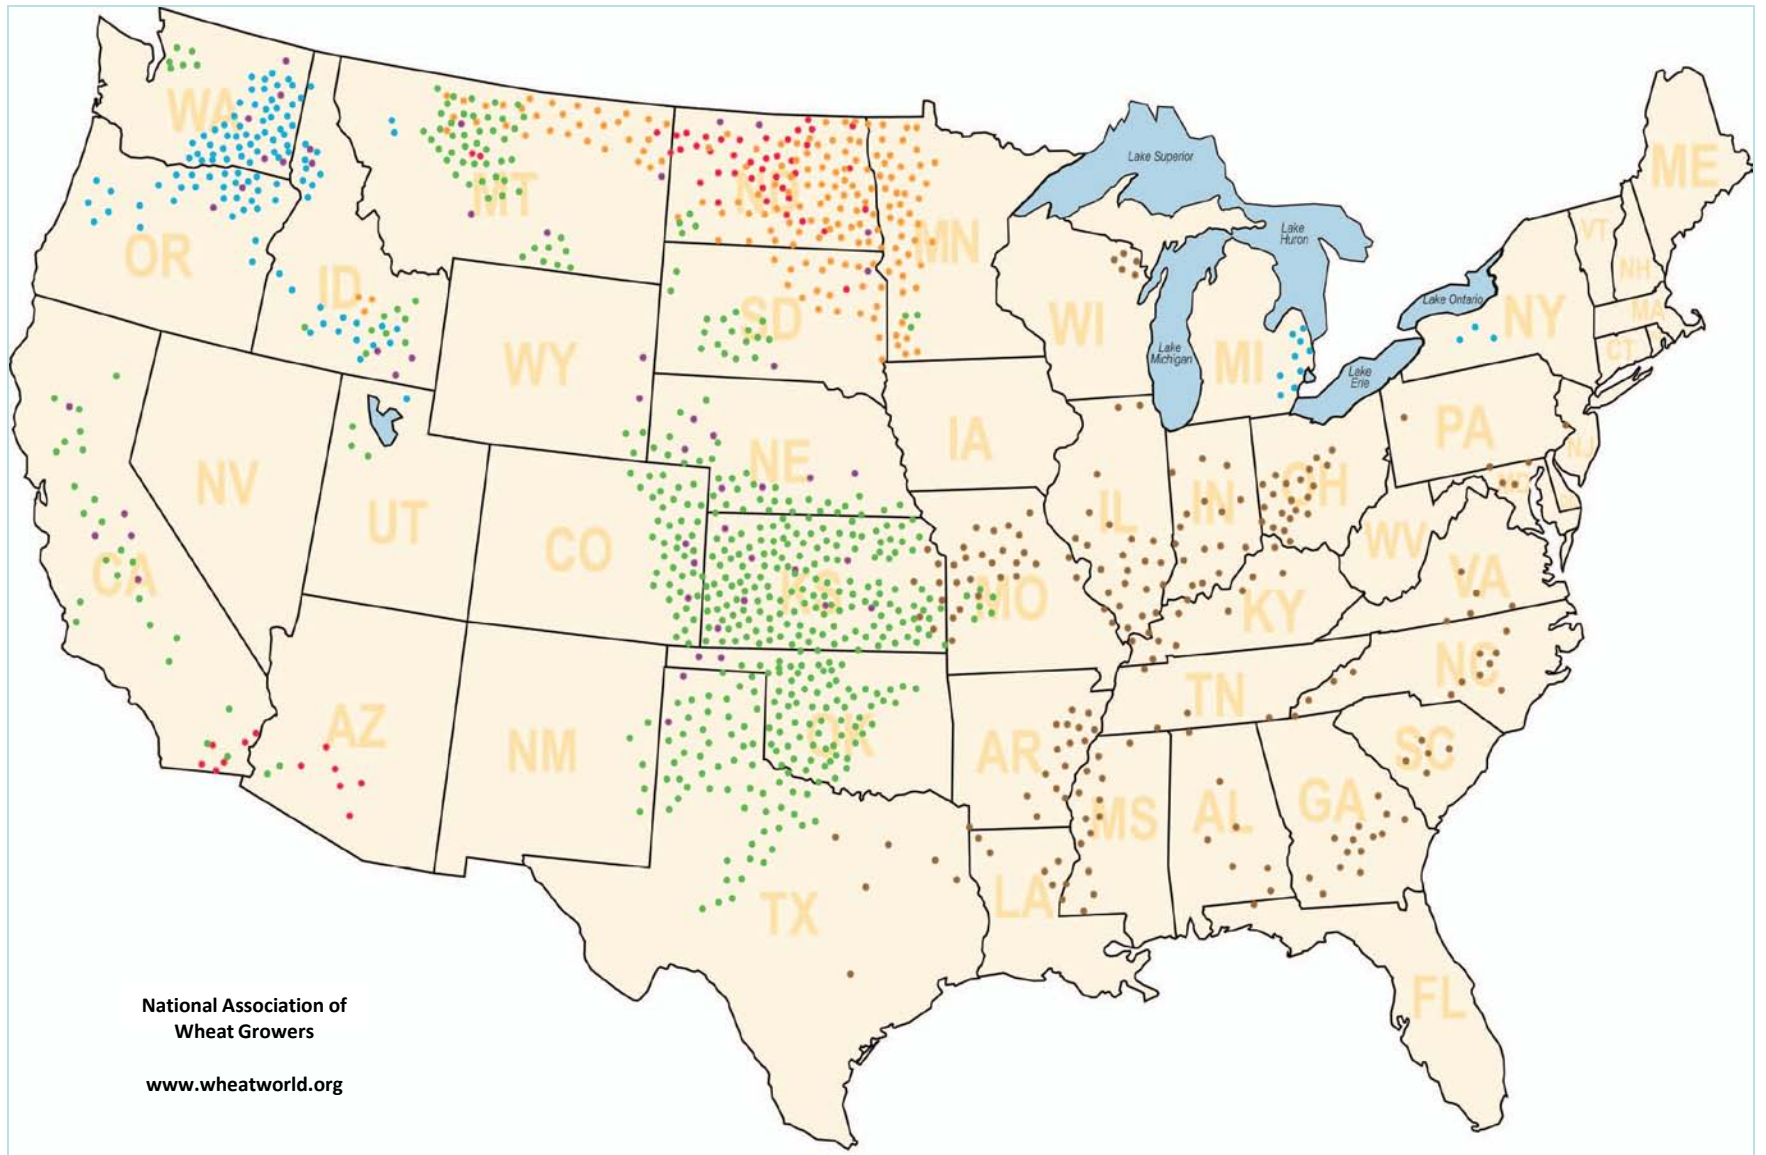 WA
MT
ND
MN
ME
OR
ID
SD
WI
Lake Superior
Lake
Huron
Lake
Michigan
MI
Lake Ontario
Lake
Erie
NY
VT
NH
MA
CT
WY
NE
IA
PA
NJ
NV
UT
CO
KS
MO
IL
IN
OH
WV
MD
VA
KY
CA
AZ
NM
OK
AR
TN
NC
SC
MS
AL
GA
TX
LA
FL
National Association of
Wheat Growers
www.wheatworld.org